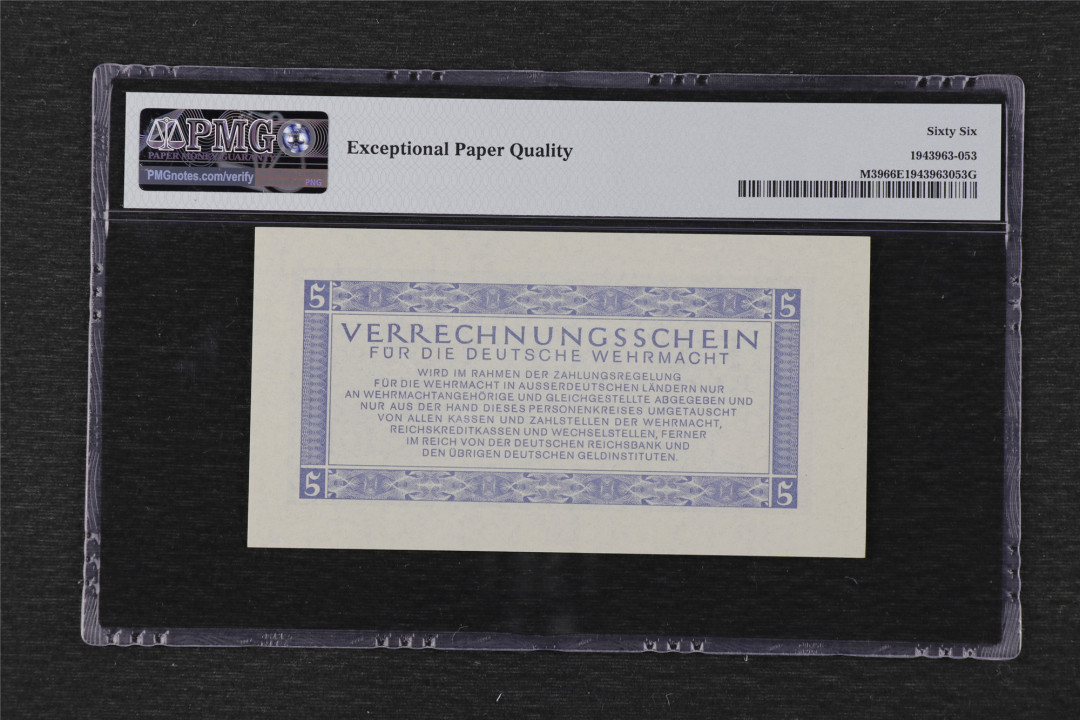 PMG
PAPER MONEY GUARANTY
PMGnotes.com/verify
PNG
Exceptional Paper Quality
Sixty Six
1943963-053
M3966E1943963053G
5 5
VERRECHNUNGSSCHEIN
FÜR DIE DEUTSCHE WEHRMACHT
WIRD IM RAHMEN DER ZAHLUNGSREGELUNG
FÜR DIE WEHRMACHT IN AUSSERDEUTSCHEN LÄNDERN NUR
AN WEHRMACHTANGEHÖRIGE UND GLEICHGESTELLTE ABGEGEBEN UND
NUR AUS DER HAND DIESES PERSONENKREISES UMGETAUSCHT
VON ALLEN KASSEN UND ZAHLSTELLEN DER WEHRMACHT,
REICHSKREDITKASSEN UND WECHSELSTELLEN, FERNER
IM REICH VON DER DEUTSCHEN REICHSBANK UND
DEN ÜBRIGEN DEUTSCHEN GELDINSTITUTEN.
5 5